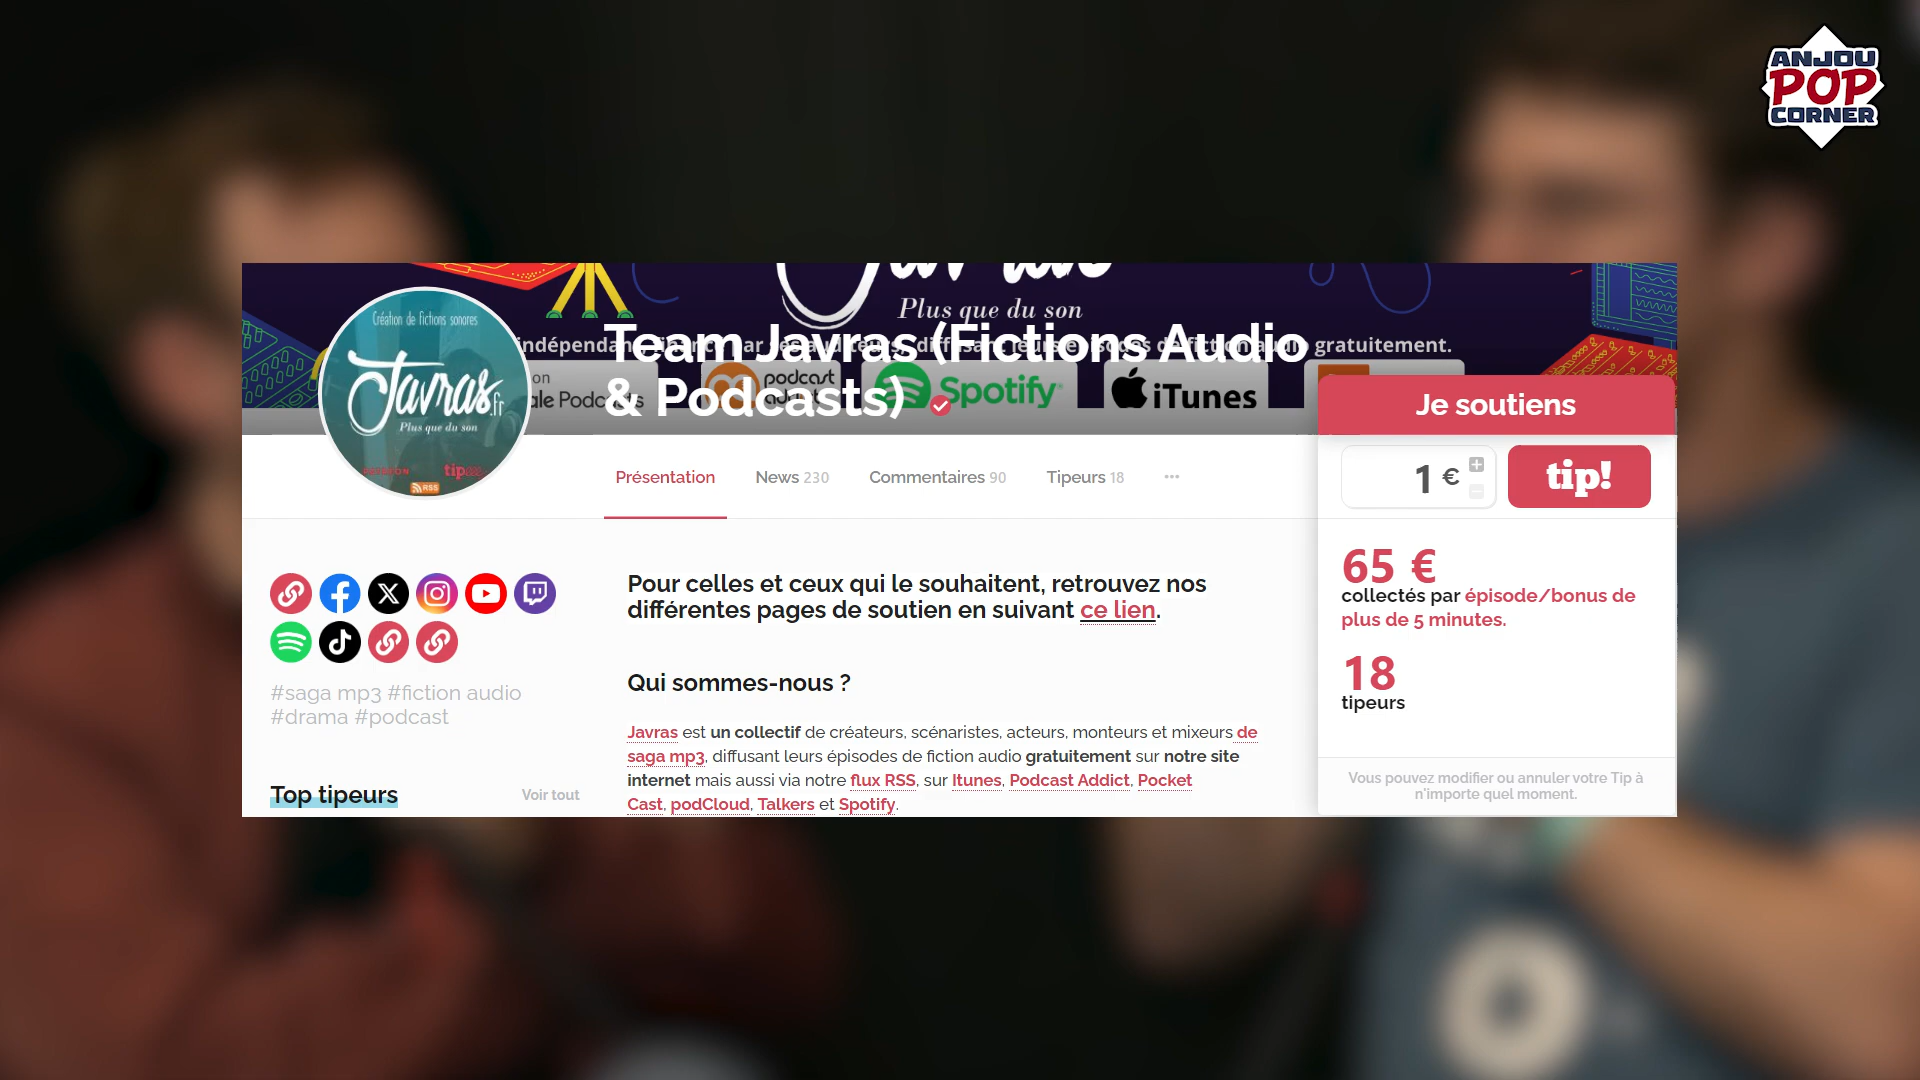 ANJOU
POP
CORNER
Plus que du son
Création de fictions sonores
Javras.fr
Plus que du son
tipeee
RSS
Team Javras (Fictions Audio
& Podcasts)
gratuitement.
podcast
Spotify
iTunes
Je soutiens
Présentation
News 230
Commentaires 90
Tipeurs 18
1 €
tip!
65 €
collectés par épisode/bonus de
plus de 5 minutes.
18
tipeurs
Vous pouvez modifier ou annuler votre Tip à
n'importe quel moment.
#saga mp3 #fiction audio
#drama #podcast
Top tipeurs
Voir tout
Pour celles et ceux qui le souhaitent, retrouvez nos
différentes pages de soutien en suivant ce lien.
Qui sommes-nous ?
Javras est un collectif de créateurs, scénaristes, acteurs, monteurs et mixeurs de
saga mp3, diffusant leurs épisodes de fiction audio gratuitement sur notre site
internet mais aussi via notre flux RSS, sur Itunes, Podcast Addict, Pocket
Cast, podCloud, Talkers et Spotify.